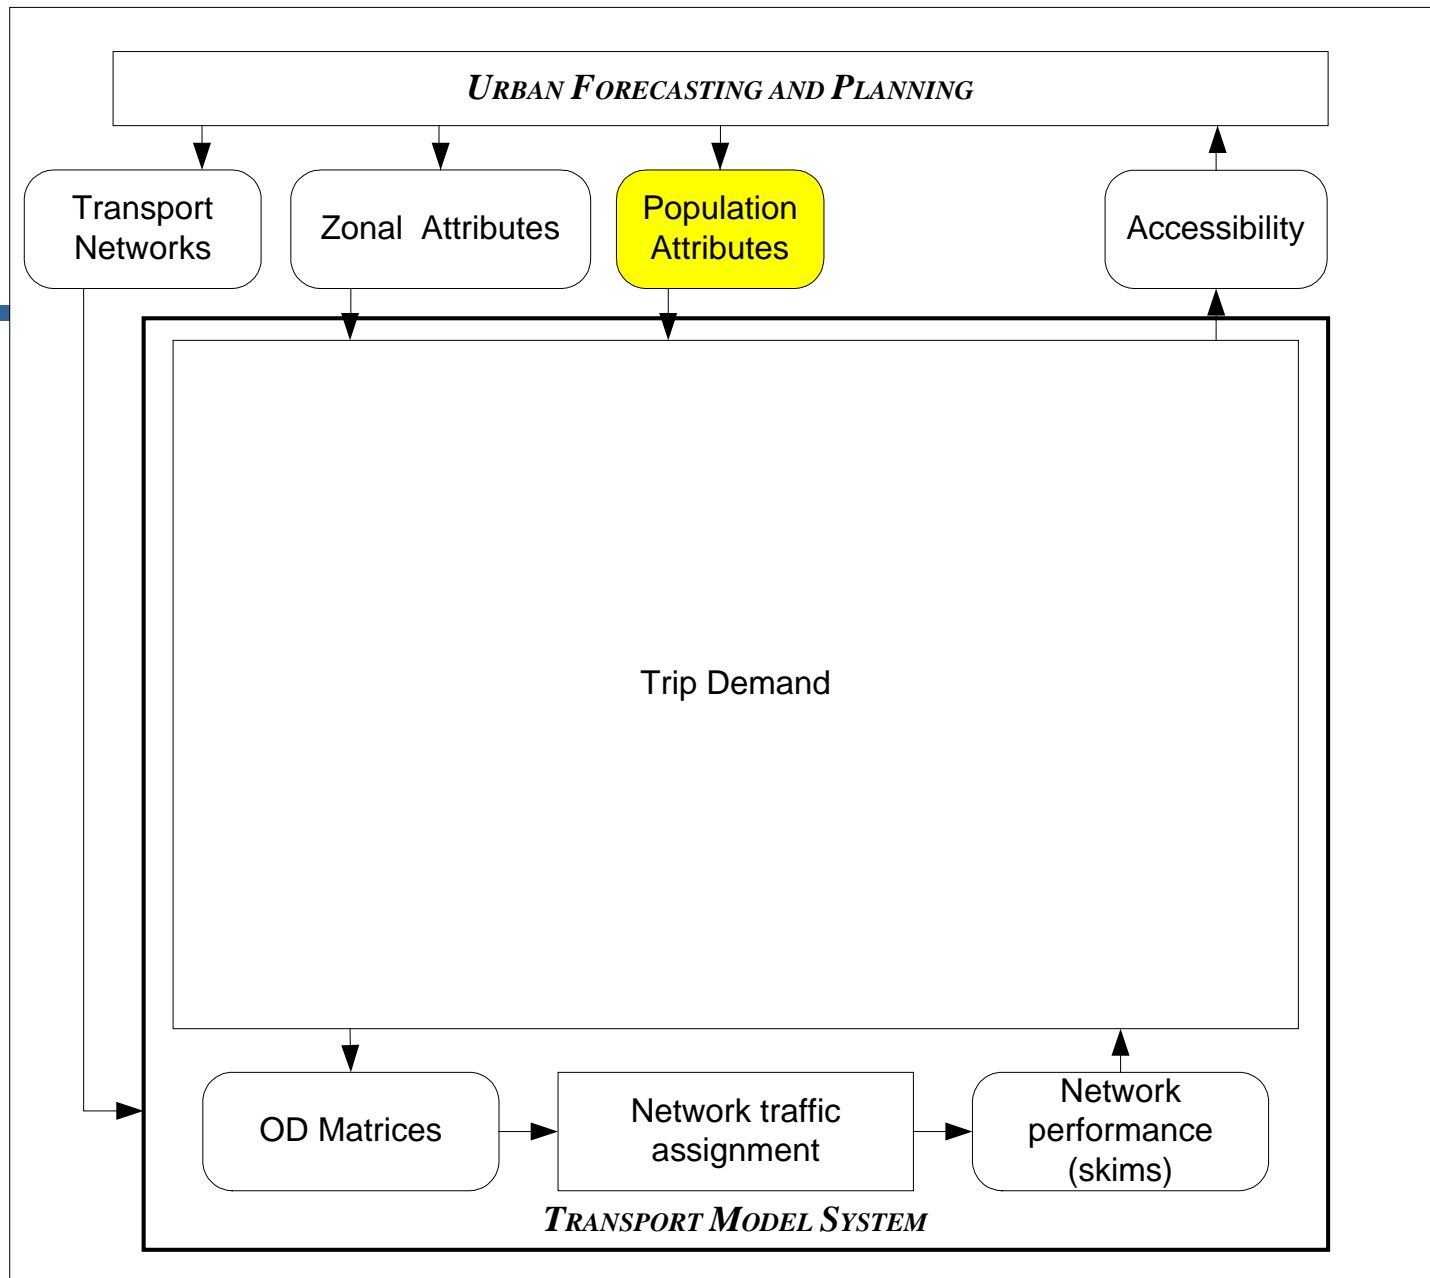 URBAN FORECASTING AND PLANNING
Transport
Networks
Zonal Attributes
Population
Attributes
Accessibility
Trip Demand
OD Matrices
Network traffic
assignment
Network
performance
(skims)
TRANSPORT MODEL SYSTEM